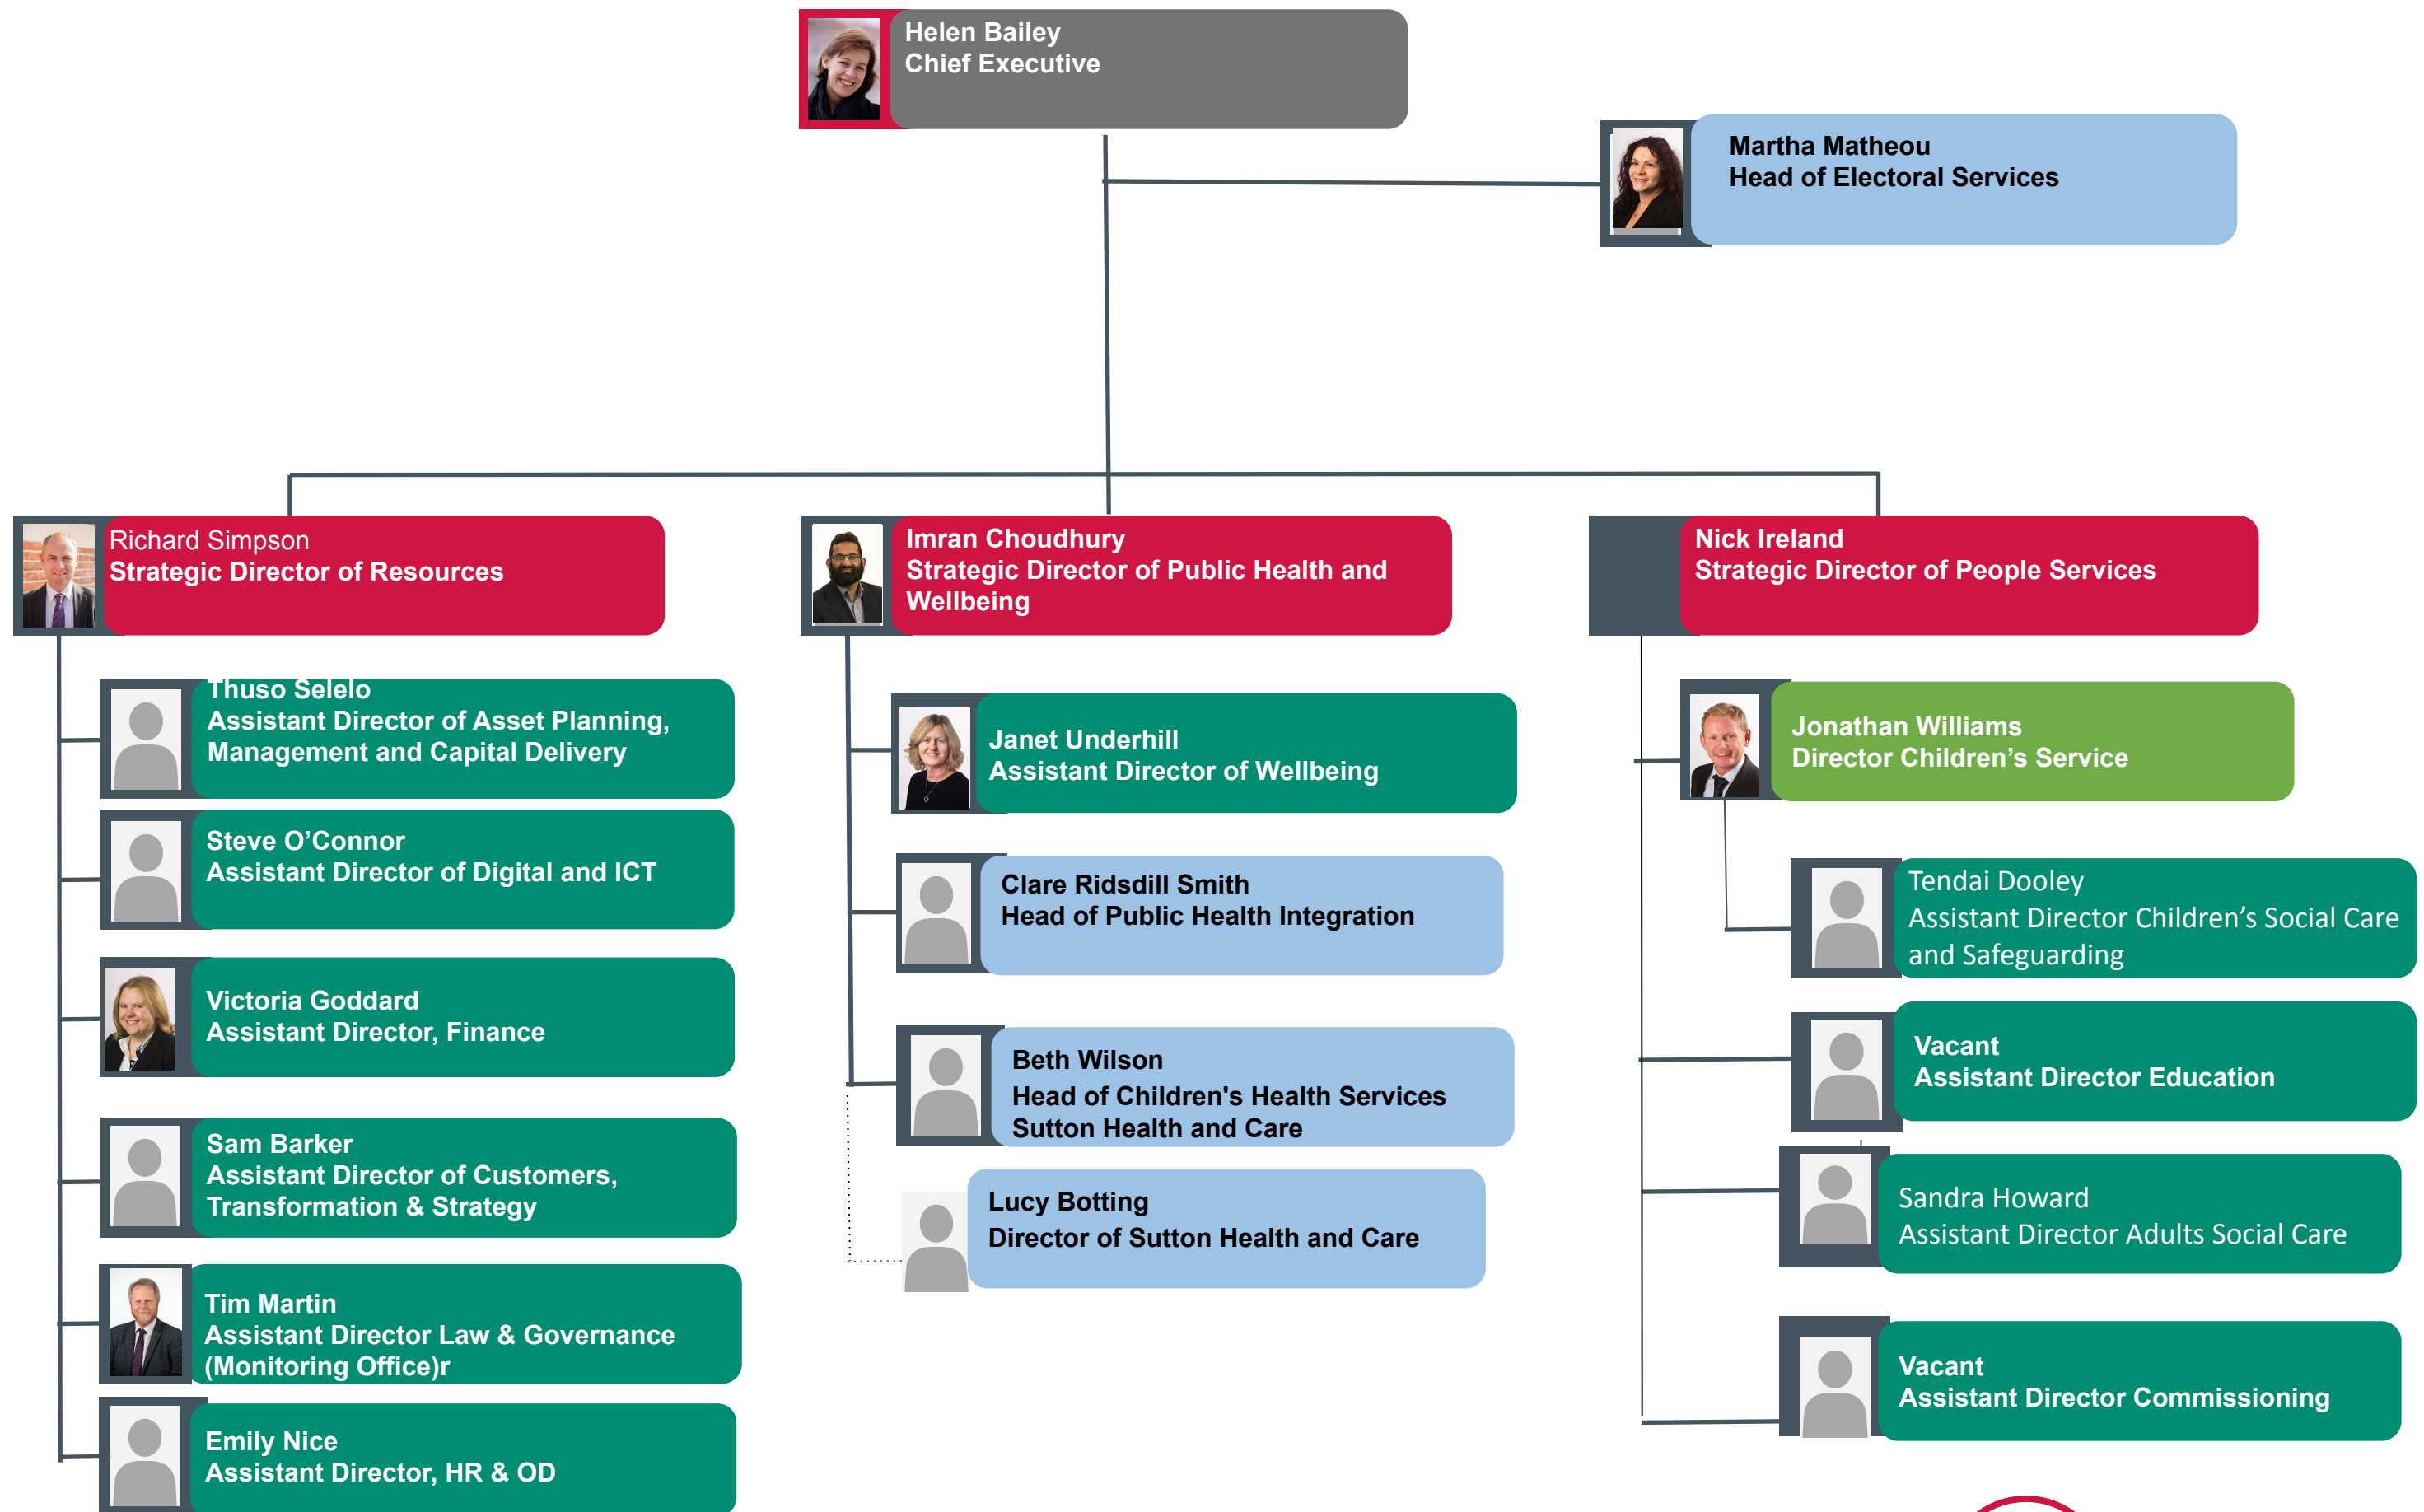 Helen Bailey
Chief Executive
Martha Matheou
Head of Electoral Services
Richard Simpson
Strategic Director of Resources
Thuso Selelo
Assistant Director of Asset Planning,
Management and Capital Delivery
Steve O’Connor
Assistant Director of Digital and ICT
Victoria Goddard
Assistant Director, Finance
Sam Barker
Assistant Director of Customers,
Transformation & Strategy
Tim Martin
Assistant Director Law & Governance
(Monitoring Office)r
Emily Nice
Assistant Director, HR & OD
Imran Choudhury
Strategic Director of Public Health and
Wellbeing
Janet Underhill
Assistant Director of Wellbeing
Clare Ridsdill Smith
Head of Public Health Integration
Beth Wilson
Head of Children's Health Services
Sutton Health and Care
Lucy Botting
Director of Sutton Health and Care
Nick Ireland
Strategic Director of People Services
Jonathan Williams
Director Children’s Service
Tendai Dooley
Assistant Director Children’s Social Care
and Safeguarding
Vacant
Assistant Director Education
Sandra Howard
Assistant Director Adults Social Care
Vacant
Assistant Director Commissioning